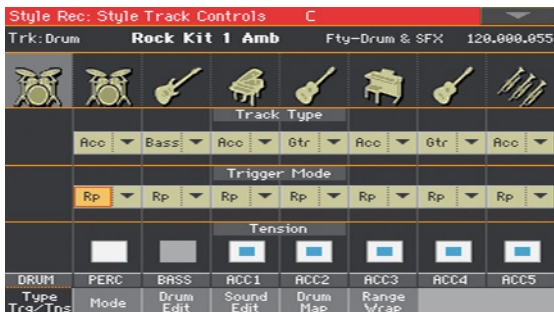 Style Rec: Style Track Controls C
Trk:Drum Rock Kit 1 Amb Fty-Drum & SFX 120.000.055
Track Type
Acc Bass Acc Gtr Acc Gtr Acc
Trigger Mode
Rp Rp Rp Rp Rp Rp Rp
Tension
DRUM PERC BASS ACC1 ACC2 ACC3 ACC4 ACC5
Type Trg/Tns Mode Drum Edit Sound Edit Drum Map Range Wrap